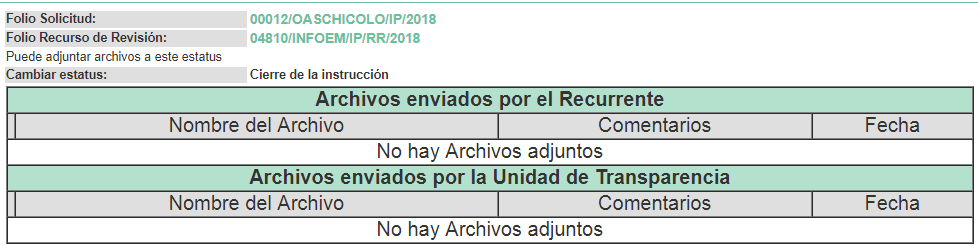 Folio Solicitud: 00012/OASCHICOLO/IP/2018
Folio Recurso de Revisión: 04810/INFOEM/IP/RR/2018
Puede adjuntar archivos a este estatus
Cambiar estatus: Cierre de la instrucción
Archivos enviados por el Recurrente
Nombre del Archivo Comentarios Fecha
No hay Archivos adjuntos
Archivos enviados por la Unidad de Transparencia
Nombre del Archivo Comentarios Fecha
No hay Archivos adjuntos